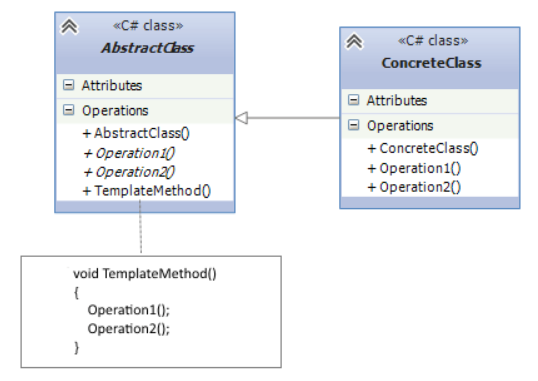 «C# class»
AbstractClass
Attributes
Operations
+ AbstractClass()
+ Operation1()
+ Operation2()
+ TemplateMethod()
«C# class»
ConcreteClass
Attributes
Operations
+ ConcreteClass()
+ Operation1()
+ Operation2()
void TemplateMethod()
{
Operation1();
Operation2();
}